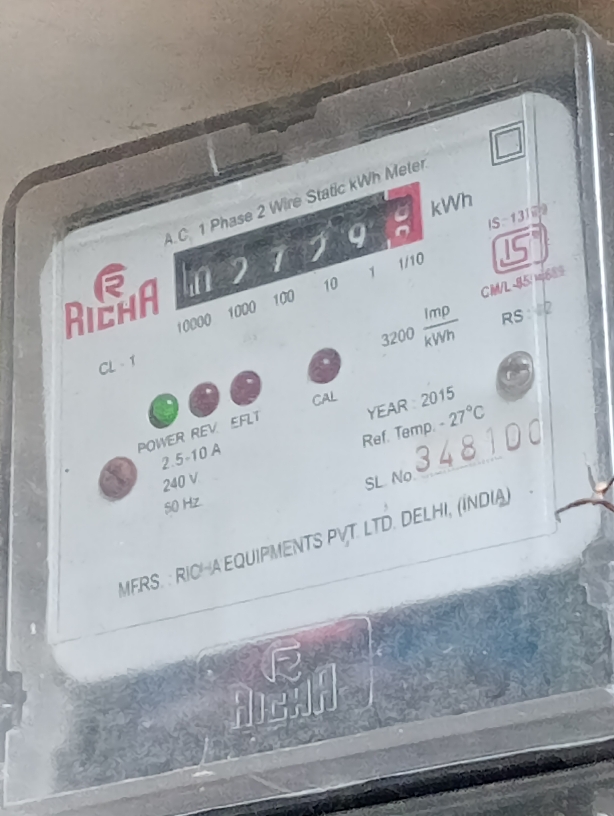 A.C. 1 Phase 2 Wire Static kWh Meter
kWh
RICHA
10000 1000 100 10 1 1/10
CL - 1
3200 Imp
kWh
CM/L
RS :
POWER REV. EFLT
CAL
2.5-10 A
240 V
50 Hz
YEAR : 2015
Ref. Temp. - 27°C
SL. No. 348100
MFRS. : RICHA EQUIPMENTS PVT. LTD. DELHI, (INDIA)
RICHA